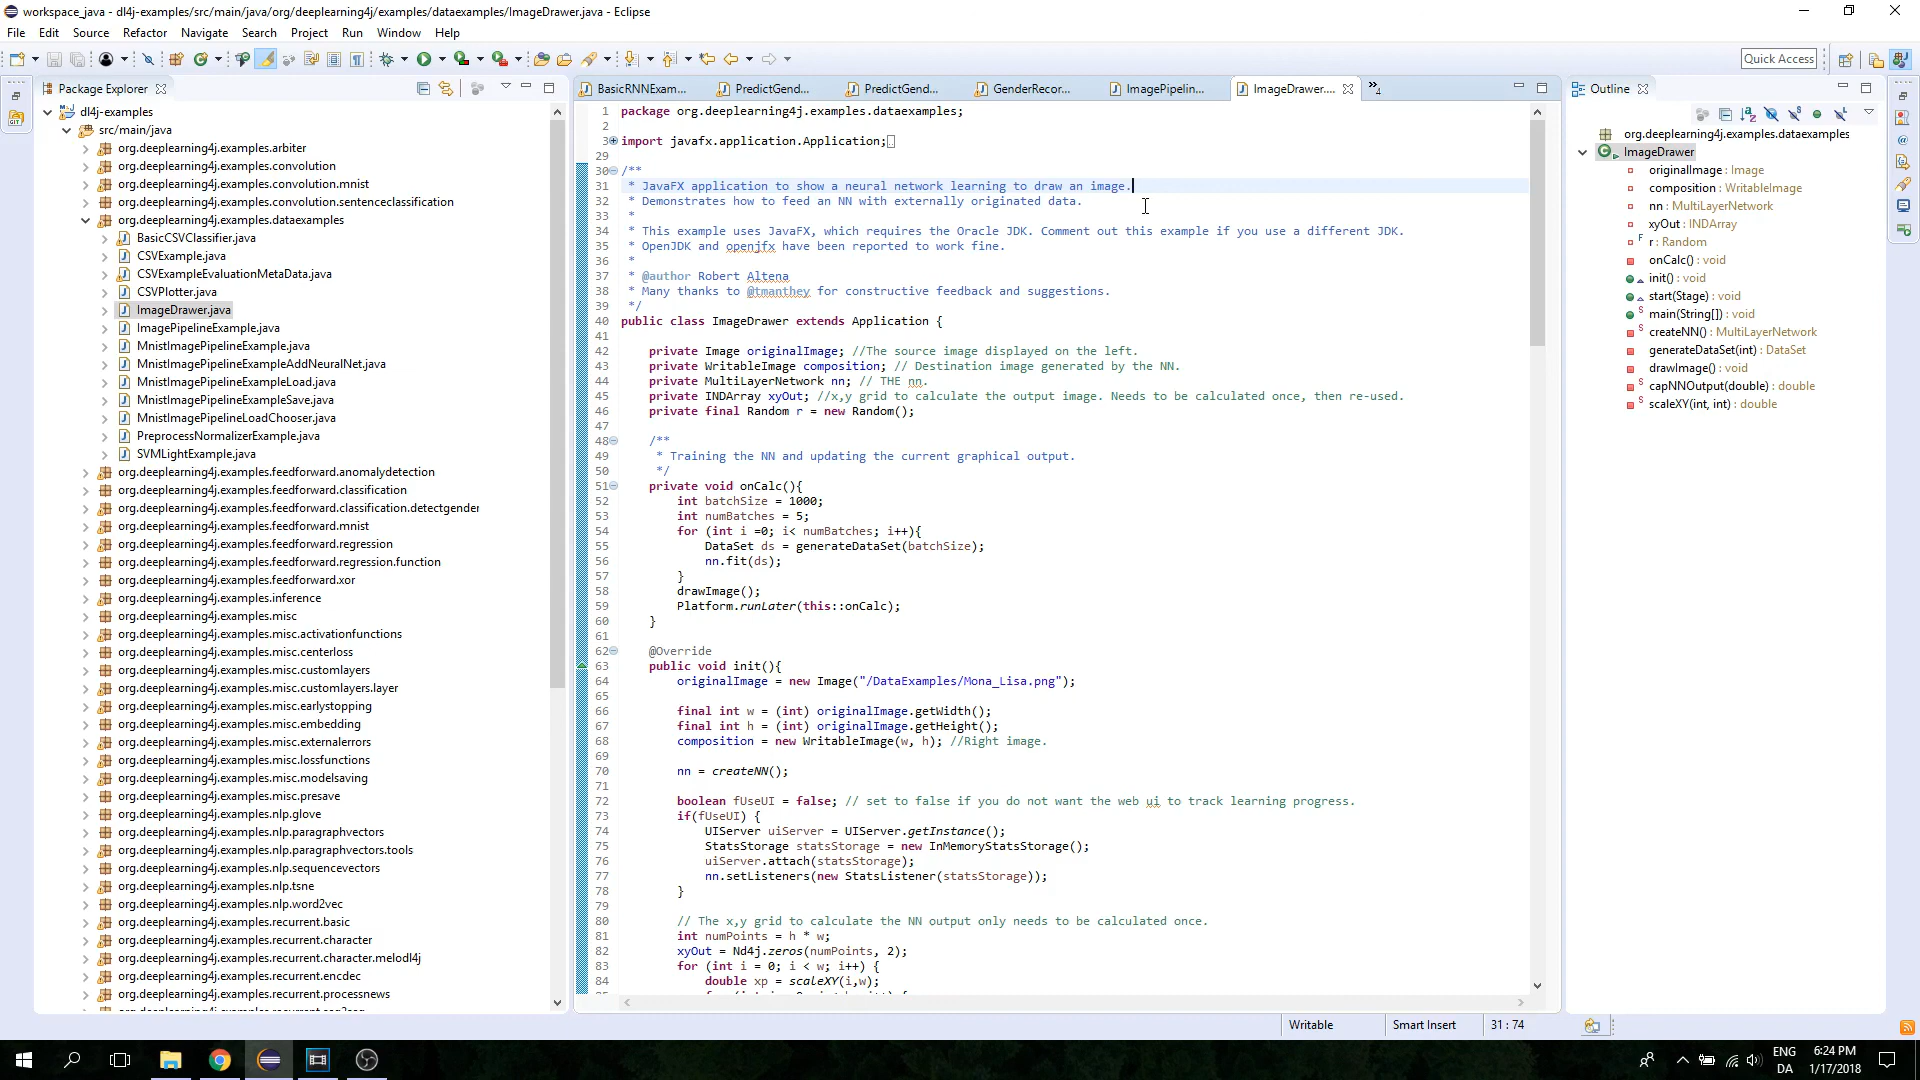 workspace_java - dl4j-examples/src/main/java/org/deeplearning4j/examples/dataexamples/ImageDrawer.java - Eclipse
File Edit Source Refactor Navigate Search Project Run Window Help
Quick Access
Package Explorer
dl4j-examples
src/main/java
org.deeplearning4j.examples.arbiter
org.deeplearning4j.examples.convolution
org.deeplearning4j.examples.convolution.mnist
org.deeplearning4j.examples.convolution.sentenceclassification
org.deeplearning4j.examples.dataexamples
BasicCSVClassifier.java
CSVExample.java
CSVExampleEvaluationMetaData.java
CSVPlotter.java
ImageDrawer.java
ImagePipelineExample.java
MnistImagePipelineExample.java
MnistImagePipelineExampleAddNeuralNet.java
MnistImagePipelineExampleLoad.java
MnistImagePipelineExampleSave.java
MnistImagePipelineLoadChooser.java
PreprocessNormalizerExample.java
SVMLightExample.java
org.deeplearning4j.examples.feedforward.anomalydetection
org.deeplearning4j.examples.feedforward.classification
org.deeplearning4j.examples.feedforward.classification.detectgender
org.deeplearning4j.examples.feedforward.mnist
org.deeplearning4j.examples.feedforward.regression
org.deeplearning4j.examples.feedforward.regression.function
org.deeplearning4j.examples.feedforward.xor
org.deeplearning4j.examples.inference
org.deeplearning4j.examples.misc
org.deeplearning4j.examples.misc.activationfunctions
org.deeplearning4j.examples.misc.centerloss
org.deeplearning4j.examples.misc.customlayers
org.deeplearning4j.examples.misc.customlayers.layer
org.deeplearning4j.examples.misc.earlystopping
org.deeplearning4j.examples.misc.embedding
org.deeplearning4j.examples.misc.externalerrors
org.deeplearning4j.examples.misc.lossfunctions
org.deeplearning4j.examples.misc.modelsaving
org.deeplearning4j.examples.misc.presave
org.deeplearning4j.examples.nlp.glove
org.deeplearning4j.examples.nlp.paragraphvectors
org.deeplearning4j.examples.nlp.paragraphvectors.tools
org.deeplearning4j.examples.nlp.sequencevectors
org.deeplearning4j.examples.nlp.tsne
org.deeplearning4j.examples.nlp.word2vec
org.deeplearning4j.examples.recurrent.basic
org.deeplearning4j.examples.recurrent.character
org.deeplearning4j.examples.recurrent.character.melodl4j
org.deeplearning4j.examples.recurrent.encdec
org.deeplearning4j.examples.recurrent.processnews
BasicRNNExam... PredictGend... PredictGend... GenderRecor... ImagePipelin... ImageDrawer.... »4
1 package org.deeplearning4j.examples.dataexamples;
2
3 import javafx.application.Application;
29
30 /**
31 * JavaFX application to show a neural network learning to draw an image.
32 * Demonstrates how to feed an NN with externally originated data.
33 *
34 * This example uses JavaFX, which requires the Oracle JDK. Comment out this example if you use a different JDK.
35 * OpenJDK and openjfx have been reported to work fine.
36 *
37 * @author Robert Altena
38 * Many thanks to @tmanthey for constructive feedback and suggestions.
39 */
40 public class ImageDrawer extends Application {
41
42 private Image originalImage; //The source image displayed on the left.
43 private WritableImage composition; // Destination image generated by the NN.
44 private MultiLayerNetwork nn; // THE nn.
45 private INDArray xyOut; //x,y grid to calculate the output image. Needs to be calculated once, then re-used.
46 private final Random r = new Random();
47
48 /**
49 * Training the NN and updating the current graphical output.
50 */
51 private void onCalc(){
52 int batchSize = 1000;
53 int numBatches = 5;
54 for (int i =0; i< numBatches; i++){
55 DataSet ds = generateDataSet(batchSize);
56 nn.fit(ds);
57 }
58 drawImage();
59 Platform.runLater(this::onCalc);
60 }
61
62 @Override
63 public void init(){
64 originalImage = new Image("/DataExamples/Mona_Lisa.png");
65
66 final int w = (int) originalImage.getWidth();
67 final int h = (int) originalImage.getHeight();
68 composition = new WritableImage(w, h); //Right image.
69
70 nn = createNN();
71
72 boolean fUseUI = false; // set to false if you do not want the web ui to track learning progress.
73 if(fUseUI) {
74 UIServer uiServer = UIServer.getInstance();
75 StatsStorage statsStorage = new InMemoryStatsStorage();
76 uiServer.attach(statsStorage);
77 nn.setListeners(new StatsListener(statsStorage));
78 }
79
80 // The x,y grid to calculate the NN output only needs to be calculated once.
81 int numPoints = h * w;
82 xyOut = Nd4j.zeros(numPoints, 2);
83 for (int i = 0; i < w; i++) {
84 double xp = scaleXY(i,w);
Outline
org.deeplearning4j.examples.dataexamples
ImageDrawer
originalImage : Image
composition : WritableImage
nn : MultiLayerNetwork
xyOut : INDArray
r : Random
onCalc() : void
init() : void
start(Stage) : void
main(String[]) : void
createNN() : MultiLayerNetwork
generateDataSet(int) : DataSet
drawImage() : void
capNNOutput(double) : double
scaleXY(int, int) : double
Writable Smart Insert 31 : 74
ENG
DA
6:24 PM
1/17/2018